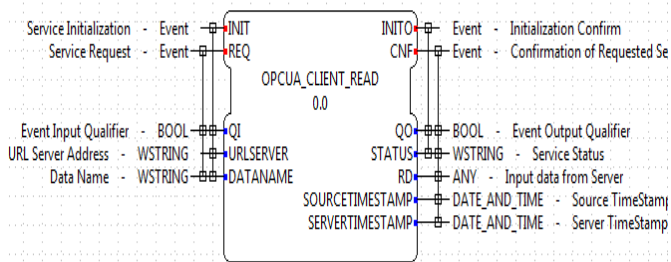 Service Initialization - Event INIT INITO Event - Initialization Confirm
Service Request - Event REQ CNF Event - Confirmation of Requested Se
OPCUA_CLIENT_READ
0.0
Event Input Qualifier - BOOL QI QO BOOL - Event Output Qualifier
URL Server Address - WSTRING URLSERVER STATUS WSTRING - Service Status
Data Name - WSTRING DATANAME RD ANY - Input data from Server
SOURCETIMESTAMP DATE_AND_TIME - Source TimeStamp
SERVERTIMESTAMP DATE_AND_TIME - Server TimeStamp